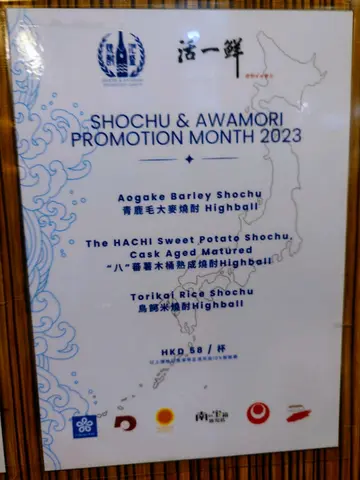 活一鮮
SHOCHU & AWAMORI
PROMOTION MONTH 2023
Aogake Barley Shochu
青鹿毛大麥燒酎 Highball
The HACHI Sweet Potato Shochu,
Cask Aged Matured
“八”蕃薯木桶熟成燒酎Highball
Torikai Rice Shochu
鳥飼米燒酎Highball
HKD 58 / 杯